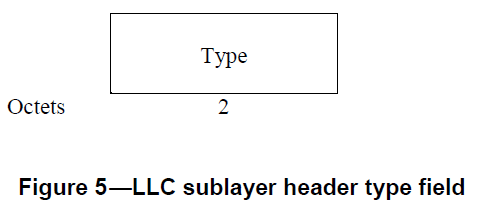 Type
Octets 2
Figure 5—LLC sublayer header type field